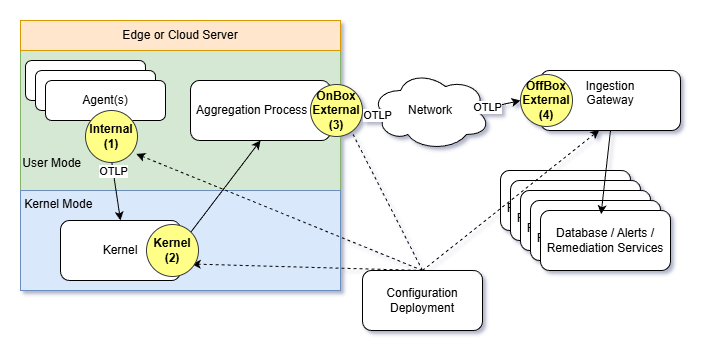 Edge or Cloud Server
Agent(s)
Internal
(1)
User Mode
OTLP
Aggregation Process
OnBox
External
(3)
OTLP
Network
OTLP
OffBox
External
(4)
Ingestion
Gateway
Kernel Mode
Kernel
Kernel
(2)
Database / Alerts /
Remediation Services
Configuration
Deployment